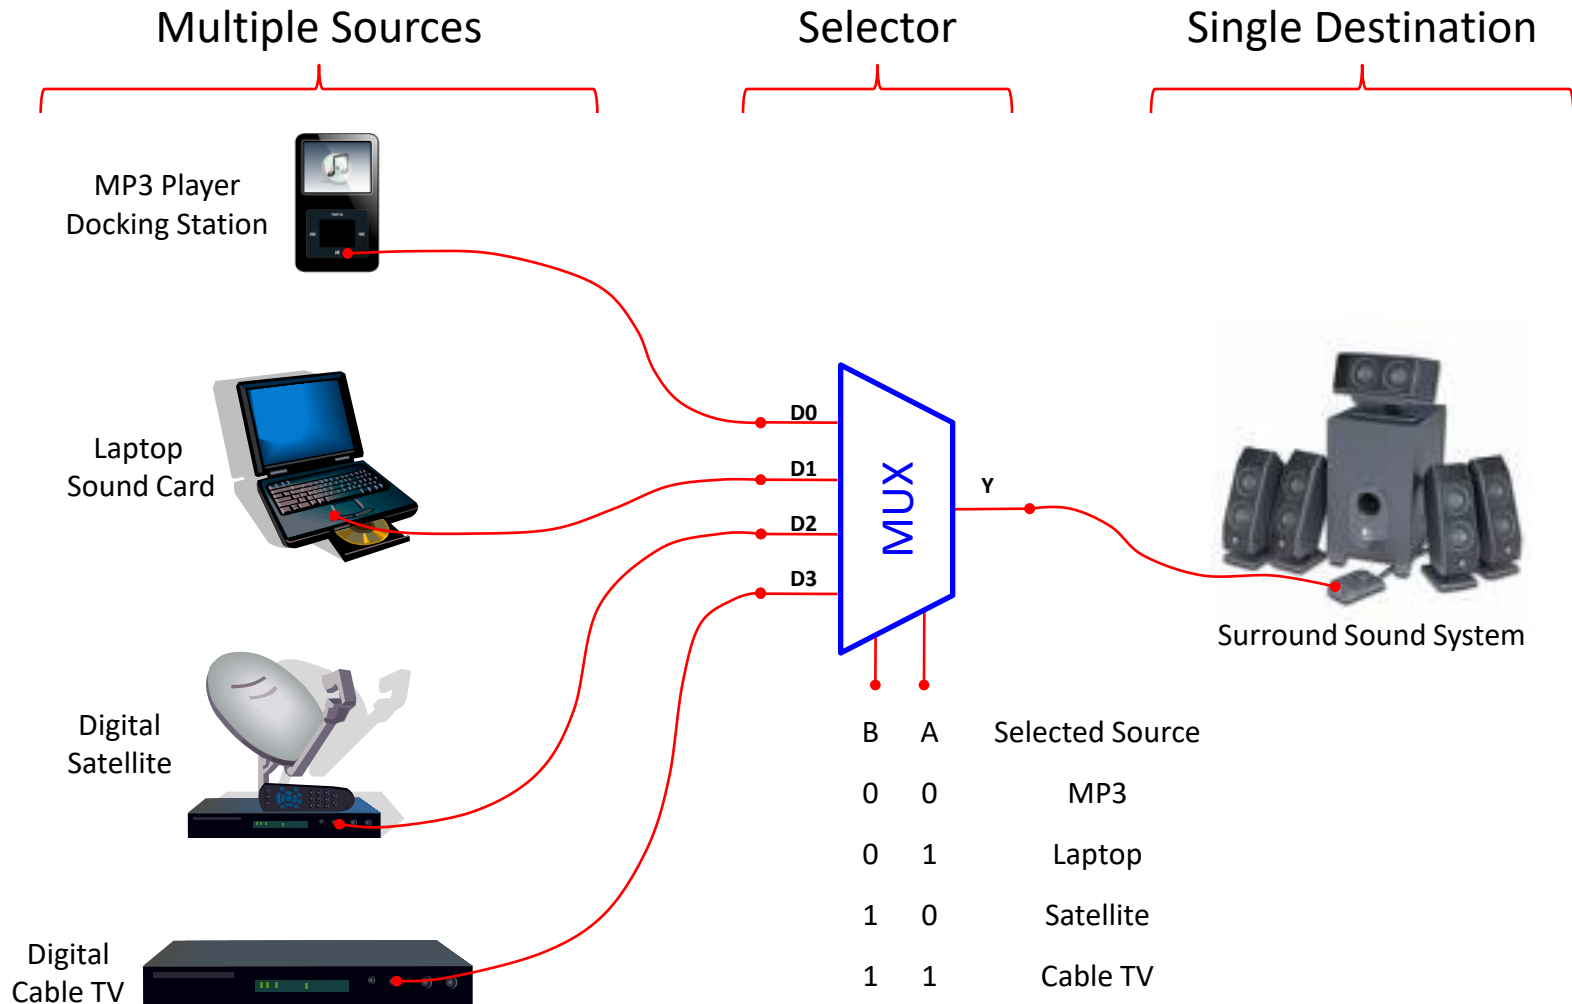 Multiple Sources
Selector
Single Destination
MP3 Player
Docking Station
Laptop
Sound Card
Digital
Satellite
Digital
Cable TV
D0
D1
D2
D3
MUX
Y
Surround Sound System
B A Selected Source
0 0 MP3
0 1 Laptop
1 0 Satellite
1 1 Cable TV